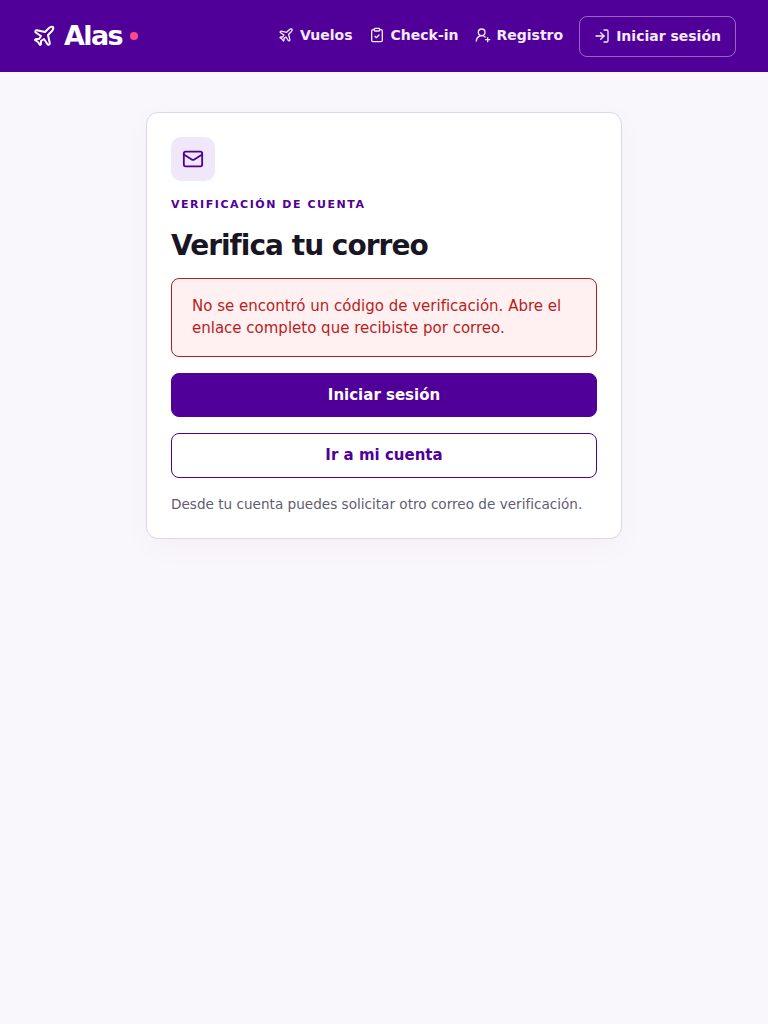 Alas
Vuelos
Check-in
Registro
Iniciar sesión
VERIFICACIÓN DE CUENTA
Verifica tu correo
No se encontró un código de verificación. Abre el
enlace completo que recibiste por correo.
Iniciar sesión
Ir a mi cuenta
Desde tu cuenta puedes solicitar otro correo de verificación.